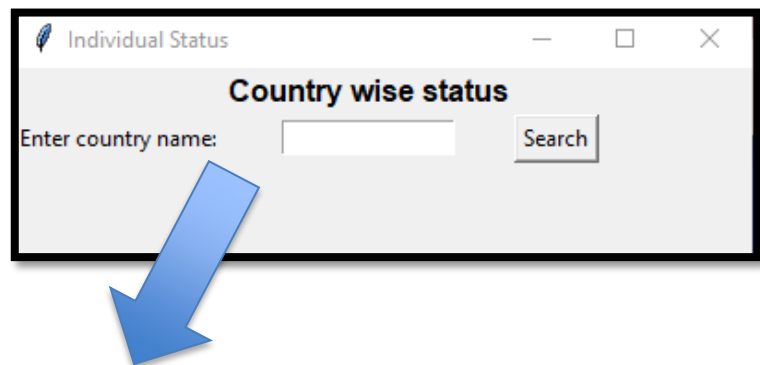 Individual Status
Country wise status
Enter country name:
Search